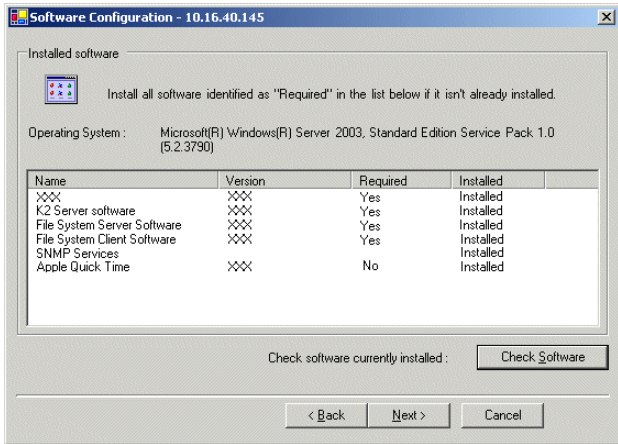 Software Configuration - 10.16.40.145
Installed software
Install all software identified as "Required" in the list below if it isn't already installed.
Operating System : Microsoft(R) Windows(R) Server 2003, Standard Edition Service Pack 1.0
(5.2.3790)
Name Version Required Installed
XXX XXX Yes Installed
K2 Server software XXX Yes Installed
File System Server Software XXX Yes Installed
File System Client Software XXX Yes Installed
SNMP Services Installed
Apple Quick Time XXX No Installed
Check software currently installed : Check Software
< Back Next > Cancel